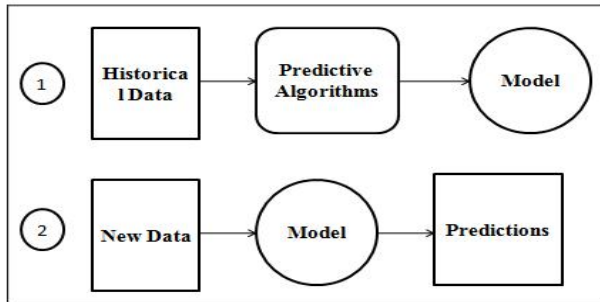 1
Historica
l Data
Predictive
Algorithms
Model
2
New Data
Model
Predictions